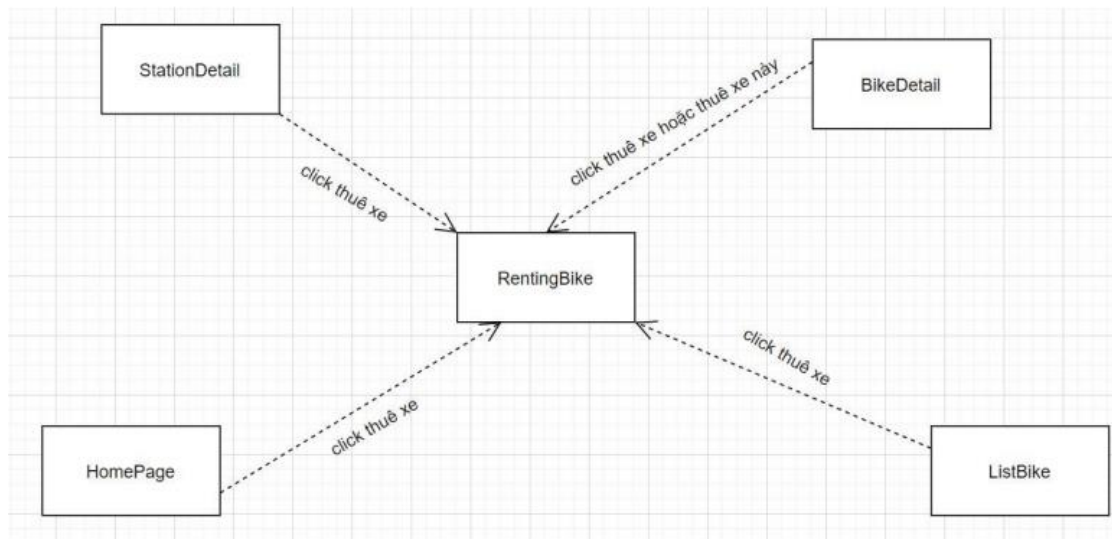 StationDetail
BikeDetail
click thuê xe hoặc thuê xe này
click thuê xe
RentingBike
click thuê xe
click thuê xe
HomePage
ListBike